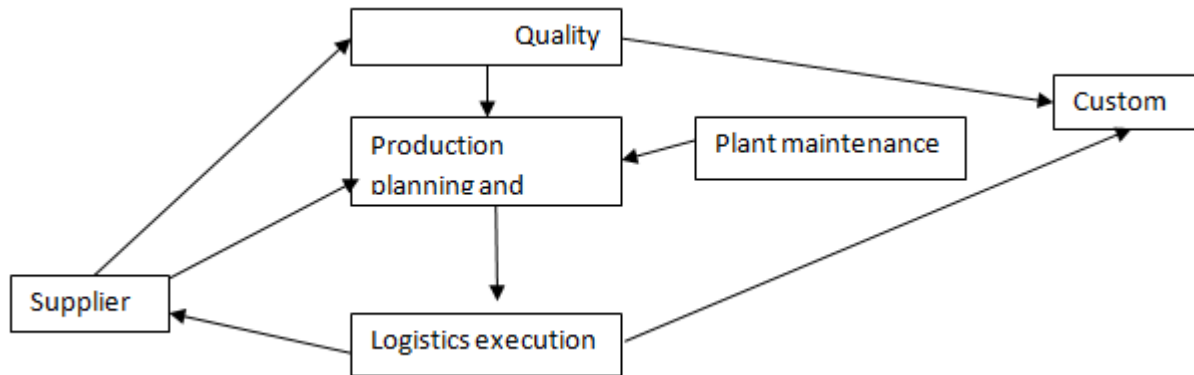 Quality
Custom
Production
planning and
Plant maintenance
Supplier
Logistics execution